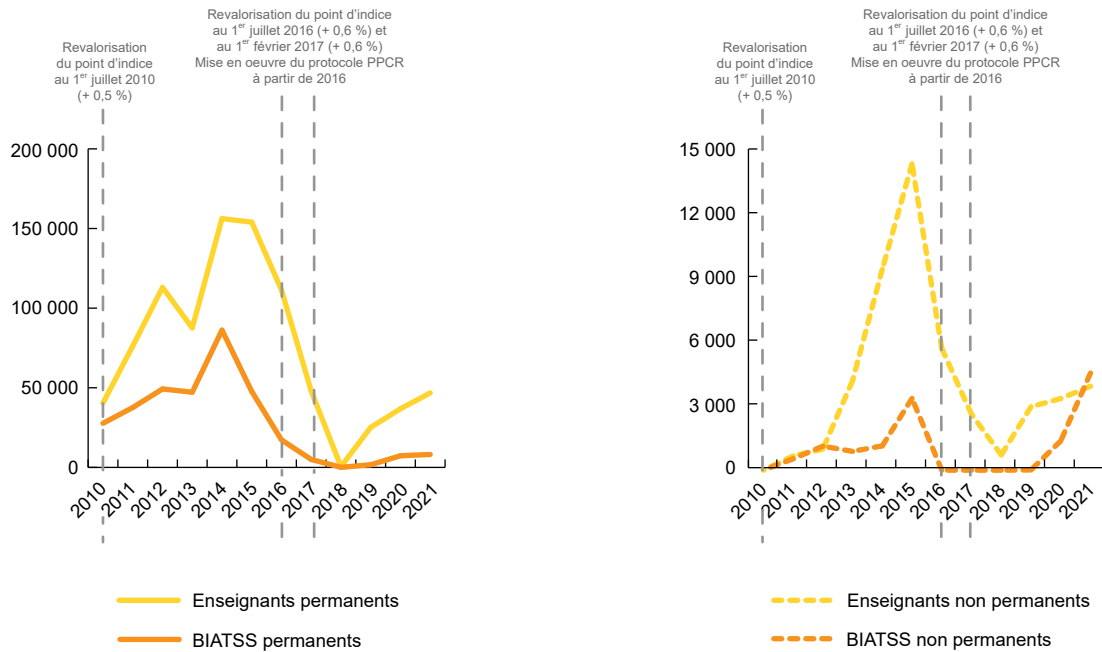 Revalorisation
du point d'indice
au 1er juillet 2010
(+ 0,5 %)
Revalorisation du point d'indice
au 1er juillet 2016 (+ 0,6 %) et
au 1er février 2017 (+ 0,6 %)
Mise en oeuvre du protocole PPCR
à partir de 2016
200 000
150 000
100 000
50 000
0
2010
2011
2012
2013
2014
2015
2016
2017
2018
2019
2020
2021
Enseignants permanents
BIATSS permanents
Revalorisation
du point d'indice
au 1er juillet 2010
(+ 0,5 %)
Revalorisation du point d'indice
au 1er juillet 2016 (+ 0,6 %) et
au 1er février 2017 (+ 0,6 %)
Mise en oeuvre du protocole PPCR
à partir de 2016
15 000
12 000
9 000
6 000
3 000
0
2010
2011
2012
2013
2014
2015
2016
2017
2018
2019
2020
2021
Enseignants non permanents
BIATSS non permanents